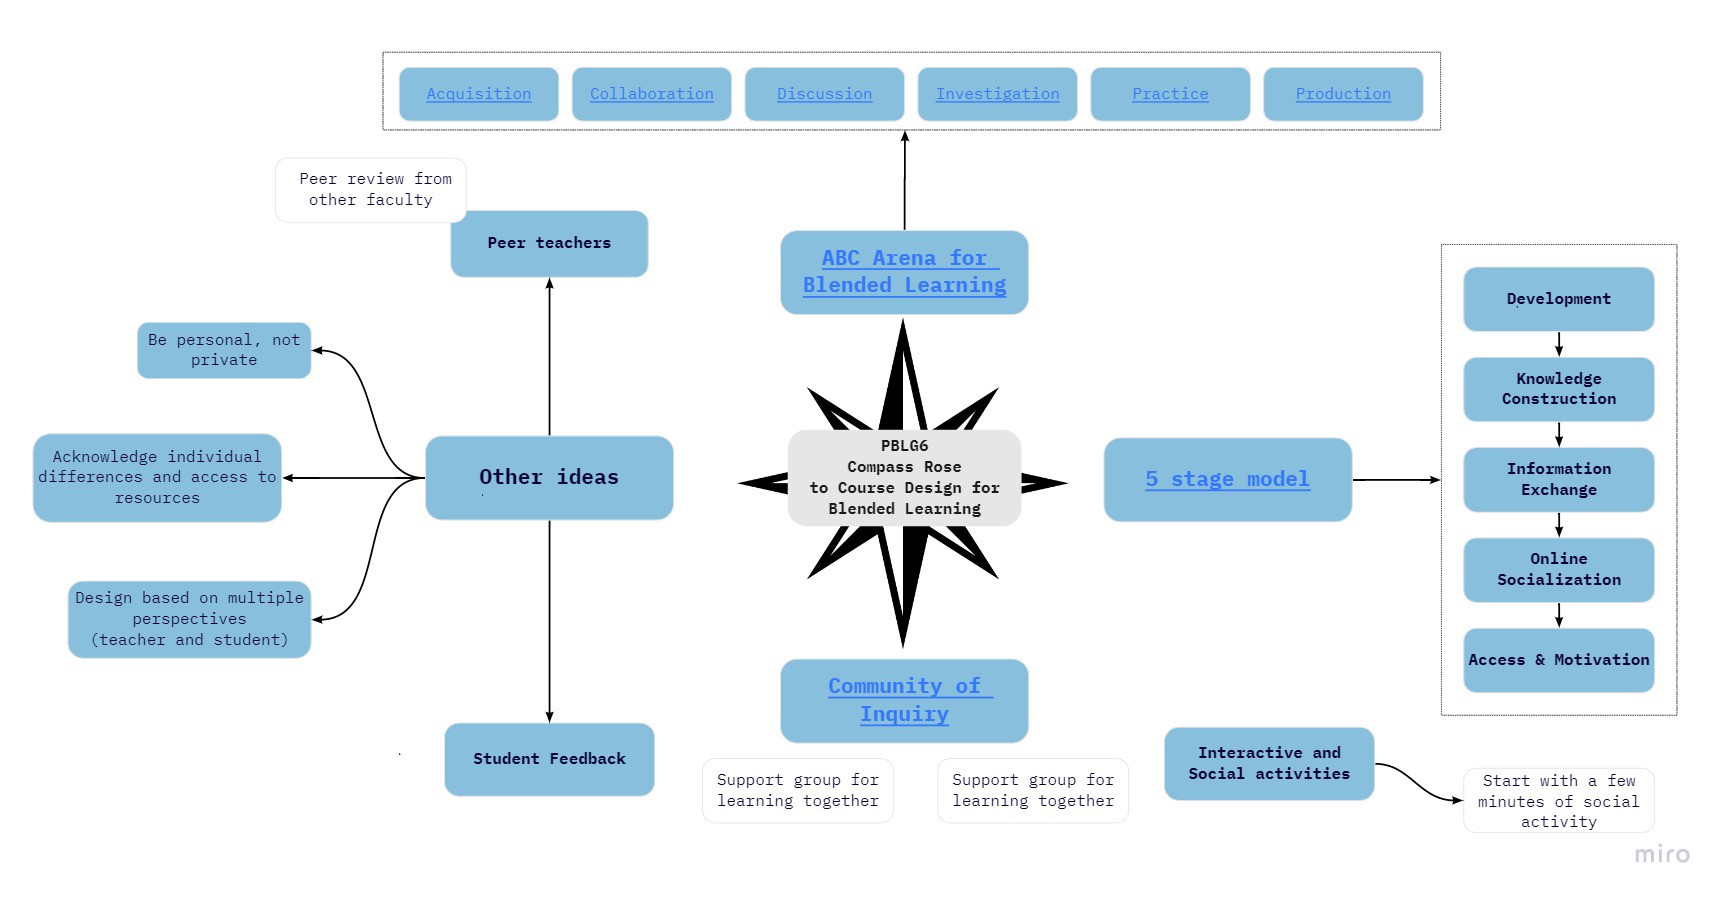 Acquisition
Collaboration
Discussion
Investigation
Practice
Production
Peer review from
other faculty
Peer teachers
ABC Arena for
Blended Learning
Development
Be personal, not
private
Knowledge
Construction
Acknowledge individual
differences and access to
resources
Other ideas
PBLG6
Compass Rose
to Course Design for
Blended Learning
5 stage model
Information
Exchange
Online
Socialization
Design based on multiple
perspectives
(teacher and student)
Access & Motivation
Community of
Inquiry
Student Feedback
Interactive and
Social activities
Support group for
learning together
Support group for
learning together
Start with a few
minutes of social
activity
miro